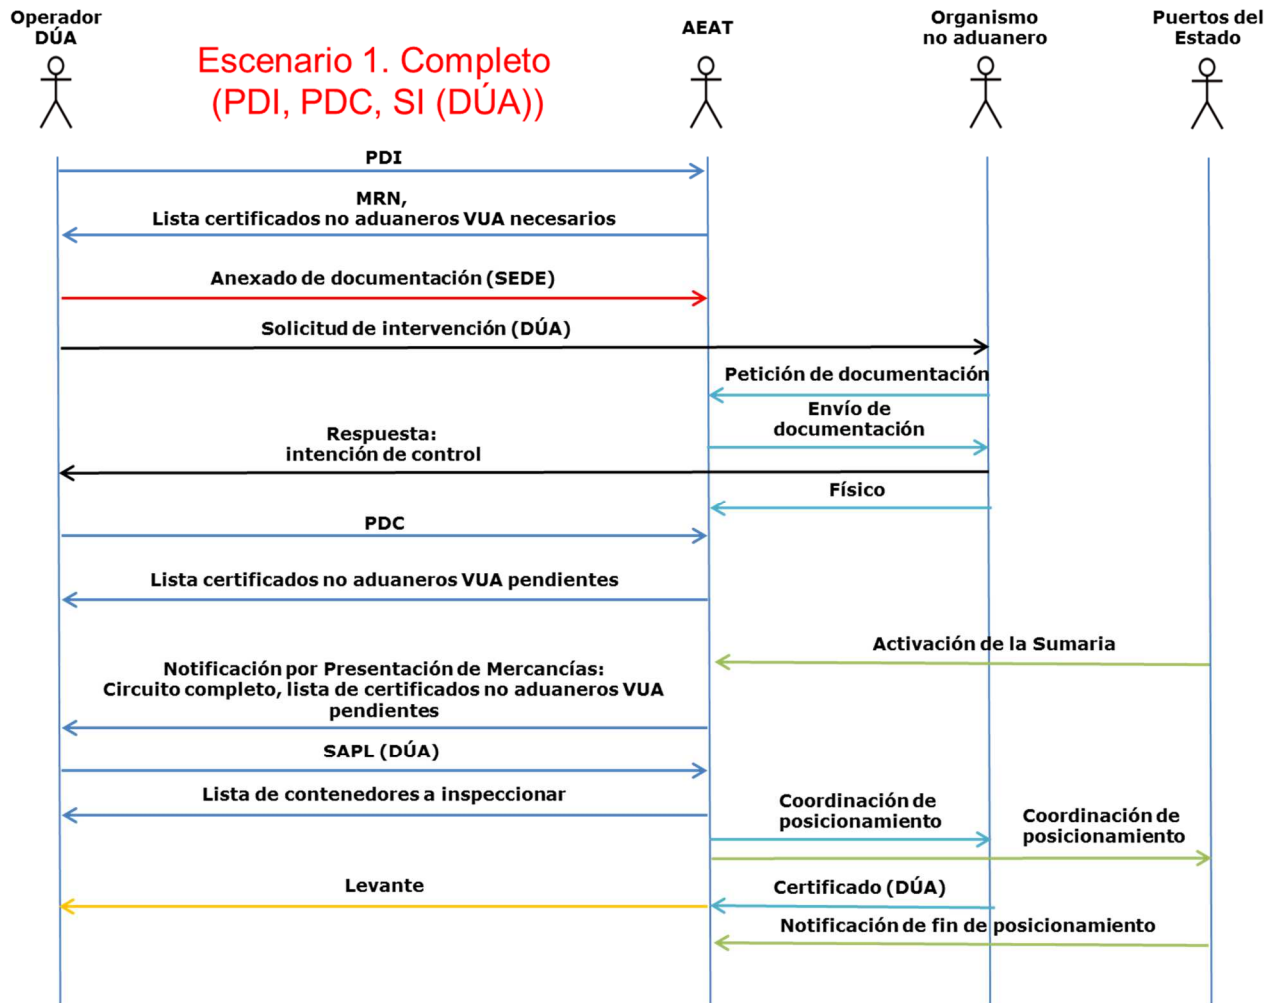 Operador
DÚA
AEAT
Organismo
no aduanero
Puertos del
Estado
Escenario 1. Completo
(PDI, PDC, SI (DÚA))
PDI
MRN,
Lista certificados no aduaneros VUA necesarios
Anexado de documentación (SEDE)
Solicitud de intervención (DÚA)
Petición de documentación
Envío de
documentación
Respuesta:
intención de control
Físico
PDC
Lista certificados no aduaneros VUA pendientes
Activación de la Sumaria
Notificación por Presentación de Mercancías:
Circuito completo, lista de certificados no aduaneros VUA
pendientes
SAPL (DÚA)
Lista de contenedores a inspeccionar
Coordinación de
posicionamiento
Coordinación de
posicionamiento
Levante
Certificado (DÚA)
Notificación de fin de posicionamiento